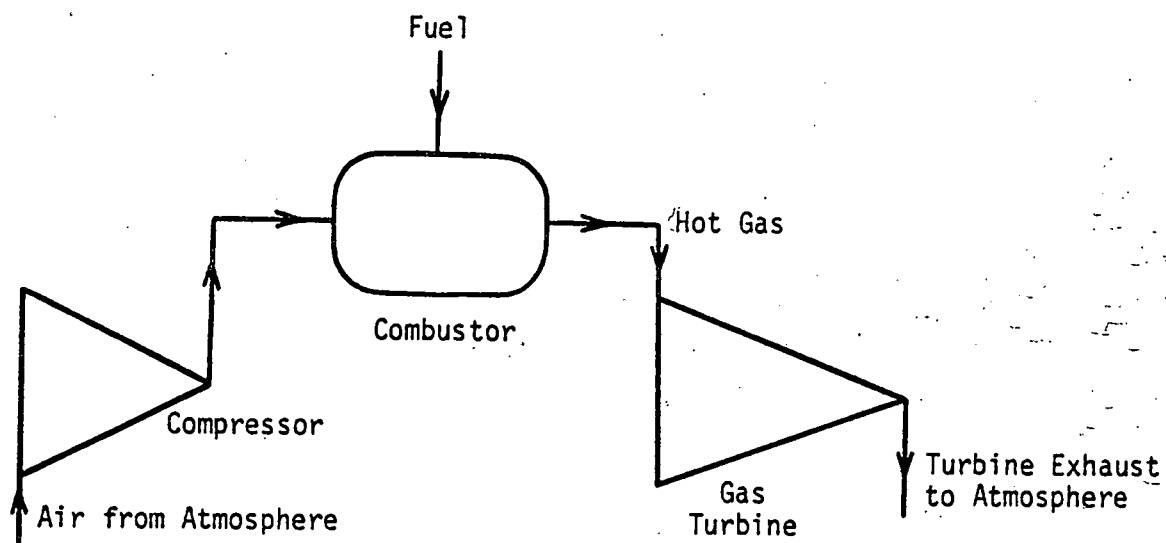 Fuel
Hot Gas
Combustor
Compressor
Air from Atmosphere
Gas
Turbine
Turbine Exhaust
to Atmosphere